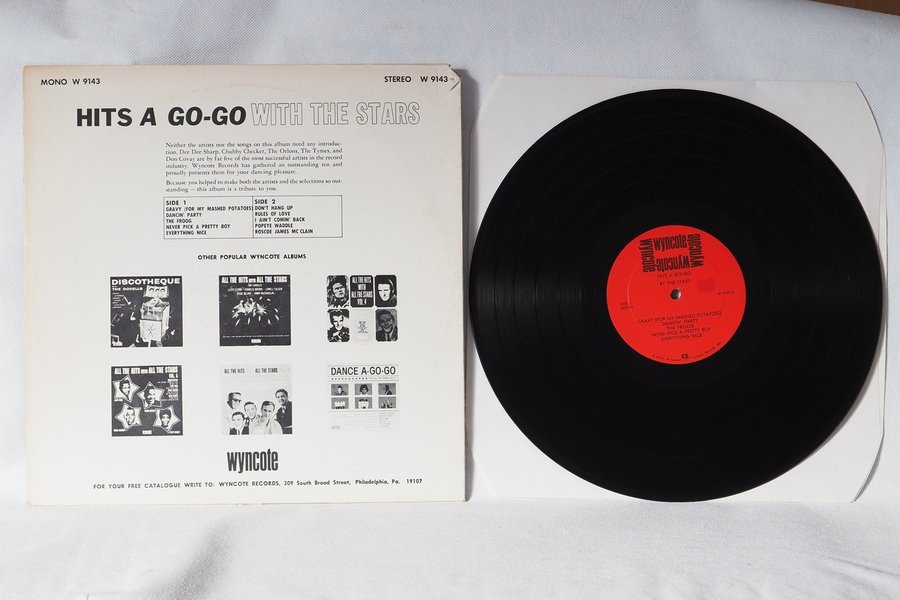 MONO W 9143
STEREO W 9143
HITS A GO-GO WITH THE STARS
Neither the artists nor the songs on this album need any introduc-
tion. Dee Dee Sharp, Chubby Checker, The Orlons, The Tymes, and
Don Covay are by far five of the most successful artists in the record
industry. Wyncote Records has gathered an outstanding ten and
proudly presents them for your dancing pleasure.
Because you helped to make both the artists and the selections so out-
standing — this album is a tribute to you.
SIDE 1
GRAVY (FOR MY MASHED POTATOES)
DANCIN' PARTY
THE FROOG
NEVER PICK A PRETTY BOY
EVERYTHING NICE
SIDE 2
DON'T HANG UP
RULES OF LOVE
I AIN'T COMIN' BACK
POPEYE WADDLE
ROSCOE JAMES MC CLAIN
OTHER POPULAR WYNCOTE ALBUMS
DISCOTHEQUE
THE DOVELLS
ALL THE HITS WITH ALL THE STARS
ALL THE HITS
WITH ALL
THE STARS
VOL 4
ALL THE HITS WITH ALL THE STARS
ALL THE HITS ALL THE STARS
DANCE A-GO-GO
wyncote
FOR YOUR FREE CATALOGUE WRITE TO: WYNCOTE RECORDS, 309 South Broad Street, Philadelphia, Pa. 19107
wyncote
wyncote
wyncote
wyncote
HITS A-GO-GO
BY THE STARS
GRAVY (FOR MY MASHED POTATOES)
DANCIN' PARTY
THE FROOG
NEVER PICK A PRETTY BOY
EVERYTHING NICE